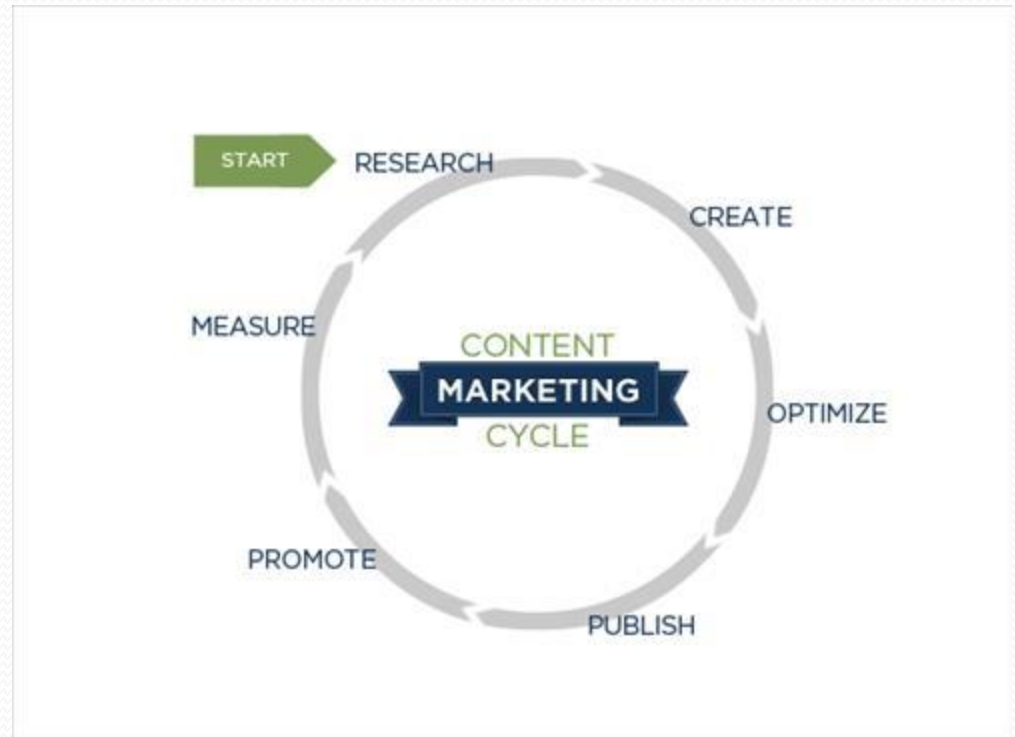 START
RESEARCH
CREATE
MEASURE
CONTENT
MARKETING
CYCLE
OPTIMIZE
PROMOTE
PUBLISH